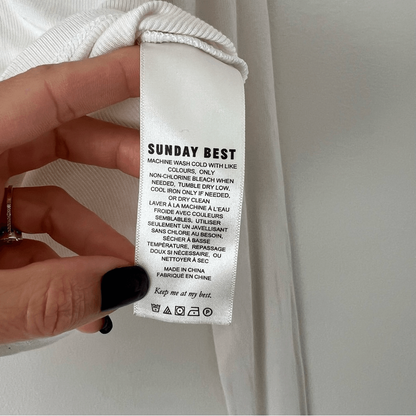 SUNDAY BEST
MACHINE WASH COLD WITH LIKE
COLOURS, ONLY
NON-CHLORINE BLEACH WHEN
NEEDED, TUMBLE DRY LOW,
COOL IRON ONLY IF NEEDED,
OR DRY CLEAN
LAVER À LA MACHINE À L'EAU
FROIDE AVEC COULEURS
SEMBLABLES, UTILISER
SEULEMENT UN JAVELLISANT
SANS CHLORE AU BESOIN,
SÉCHER À BASSE
TEMPÉRATURE, REPASSAGE
DOUX SI NÉCESSAIRE, OU
NETTOYER À SEC
MADE IN CHINA
FABRIQUÉ EN CHINE
Keep me at my best.